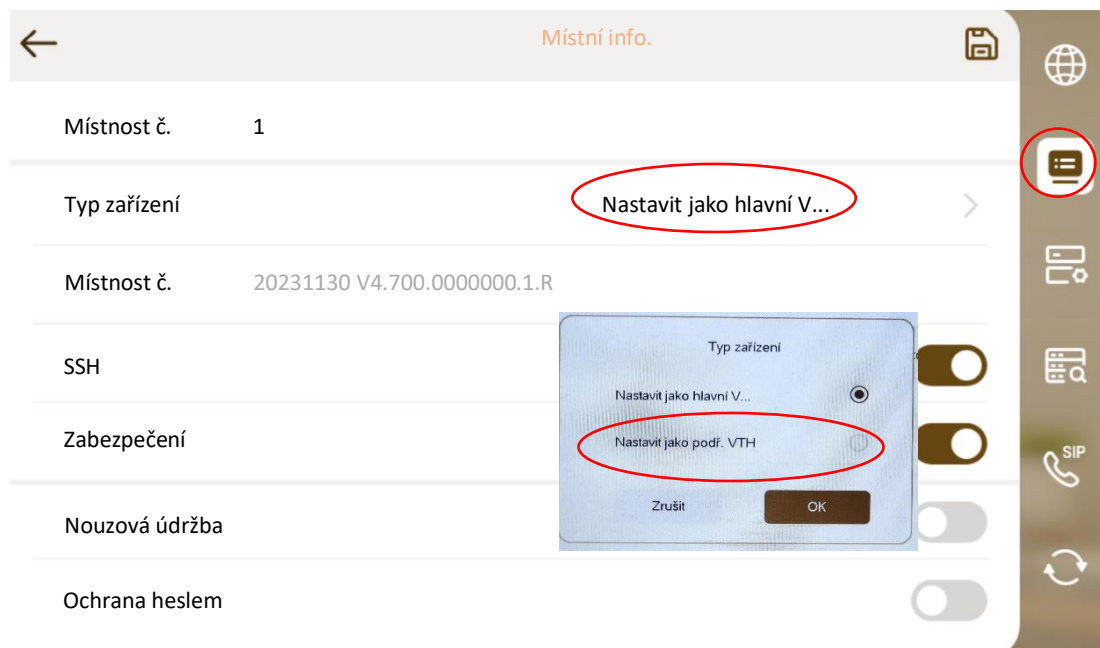 Místní info.
Místnost č. 1
Typ zařízení Nastavit jako hlavní V...
Místnost č. 20231130 V4.700.0000000.1.R
SSH
Zabezpečení
Nouzová údržba
Ochrana heslem
Typ zařízení
Nastavit jako hlavní V...
Nastavit jako podř. VTH
Zrušit OK
SIP